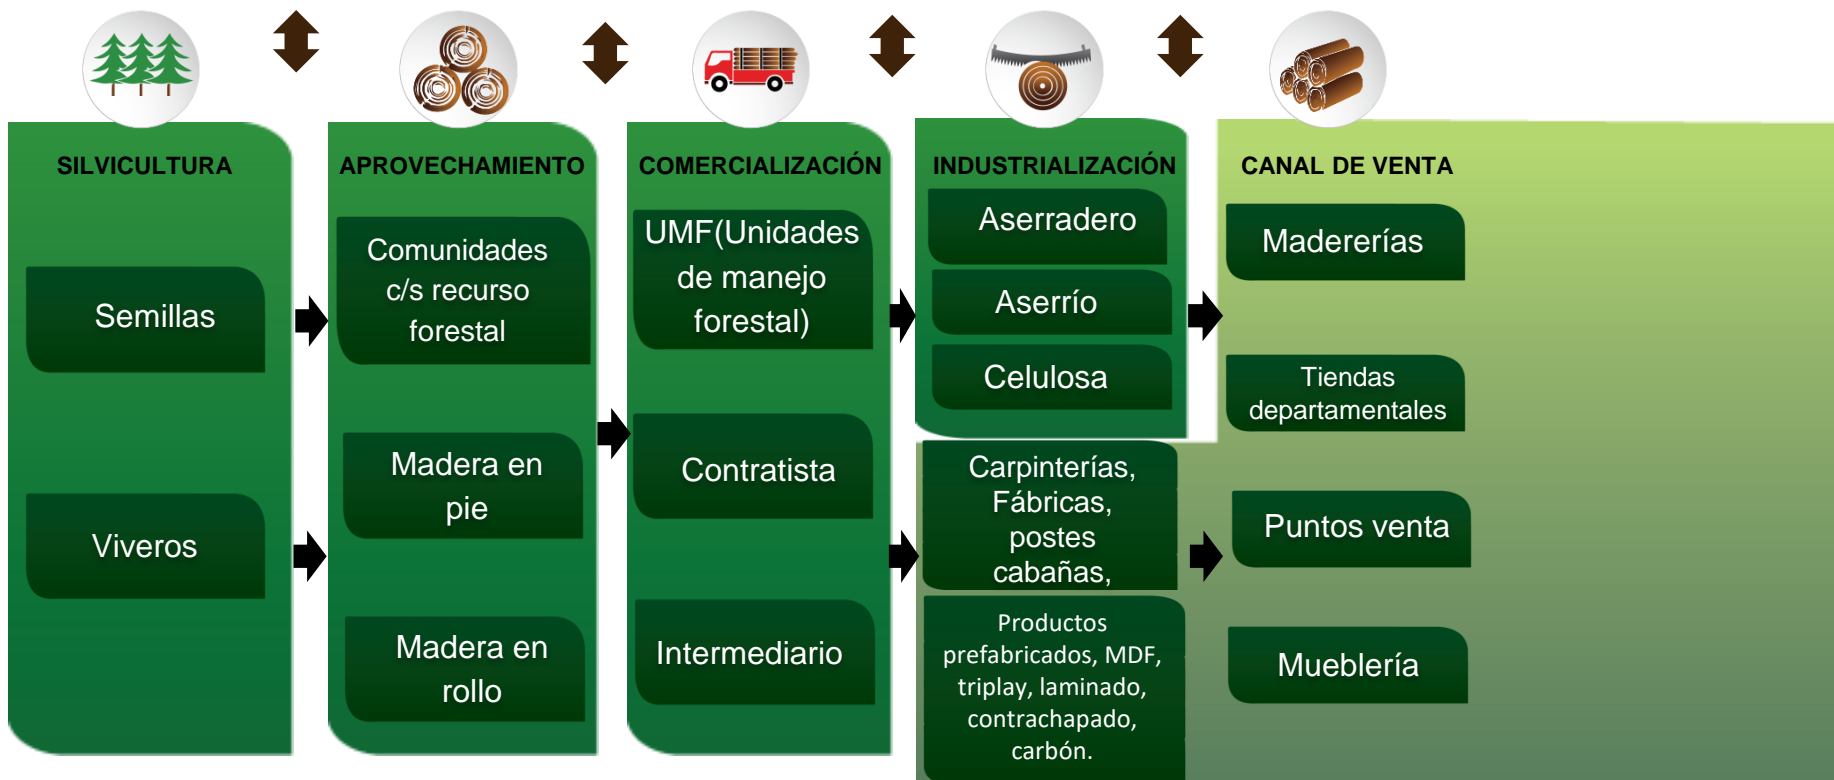 SILVICULTURA
Semillas
Viveros
APROVECHAMIENTO
Comunidades
c/s recurso
forestal
Madera en
pie
Madera en
rollo
COMERCIALIZACIÓN
UMF(Unidades
de manejo
forestal)
Contratista
Intermediario
INDUSTRIALIZACIÓN
Aserradero
Aserrío
Celulosa
Carpinterías,
Fábricas,
postes
cabañas,
Productos
prefabricados, MDF,
triplay, laminado,
contrachapado,
carbón.
CANAL DE VENTA
Madererías
Tiendas
departamentales
Puntos venta
Mueblería